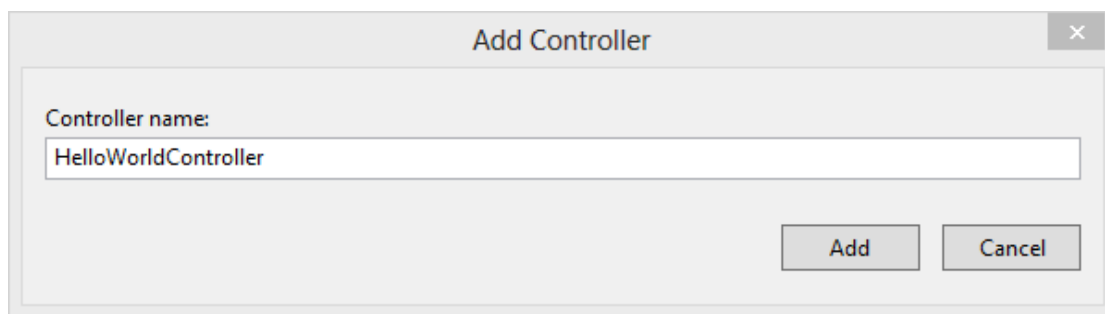 Add Controller
Controller name:
HelloWorldController
Add
Cancel